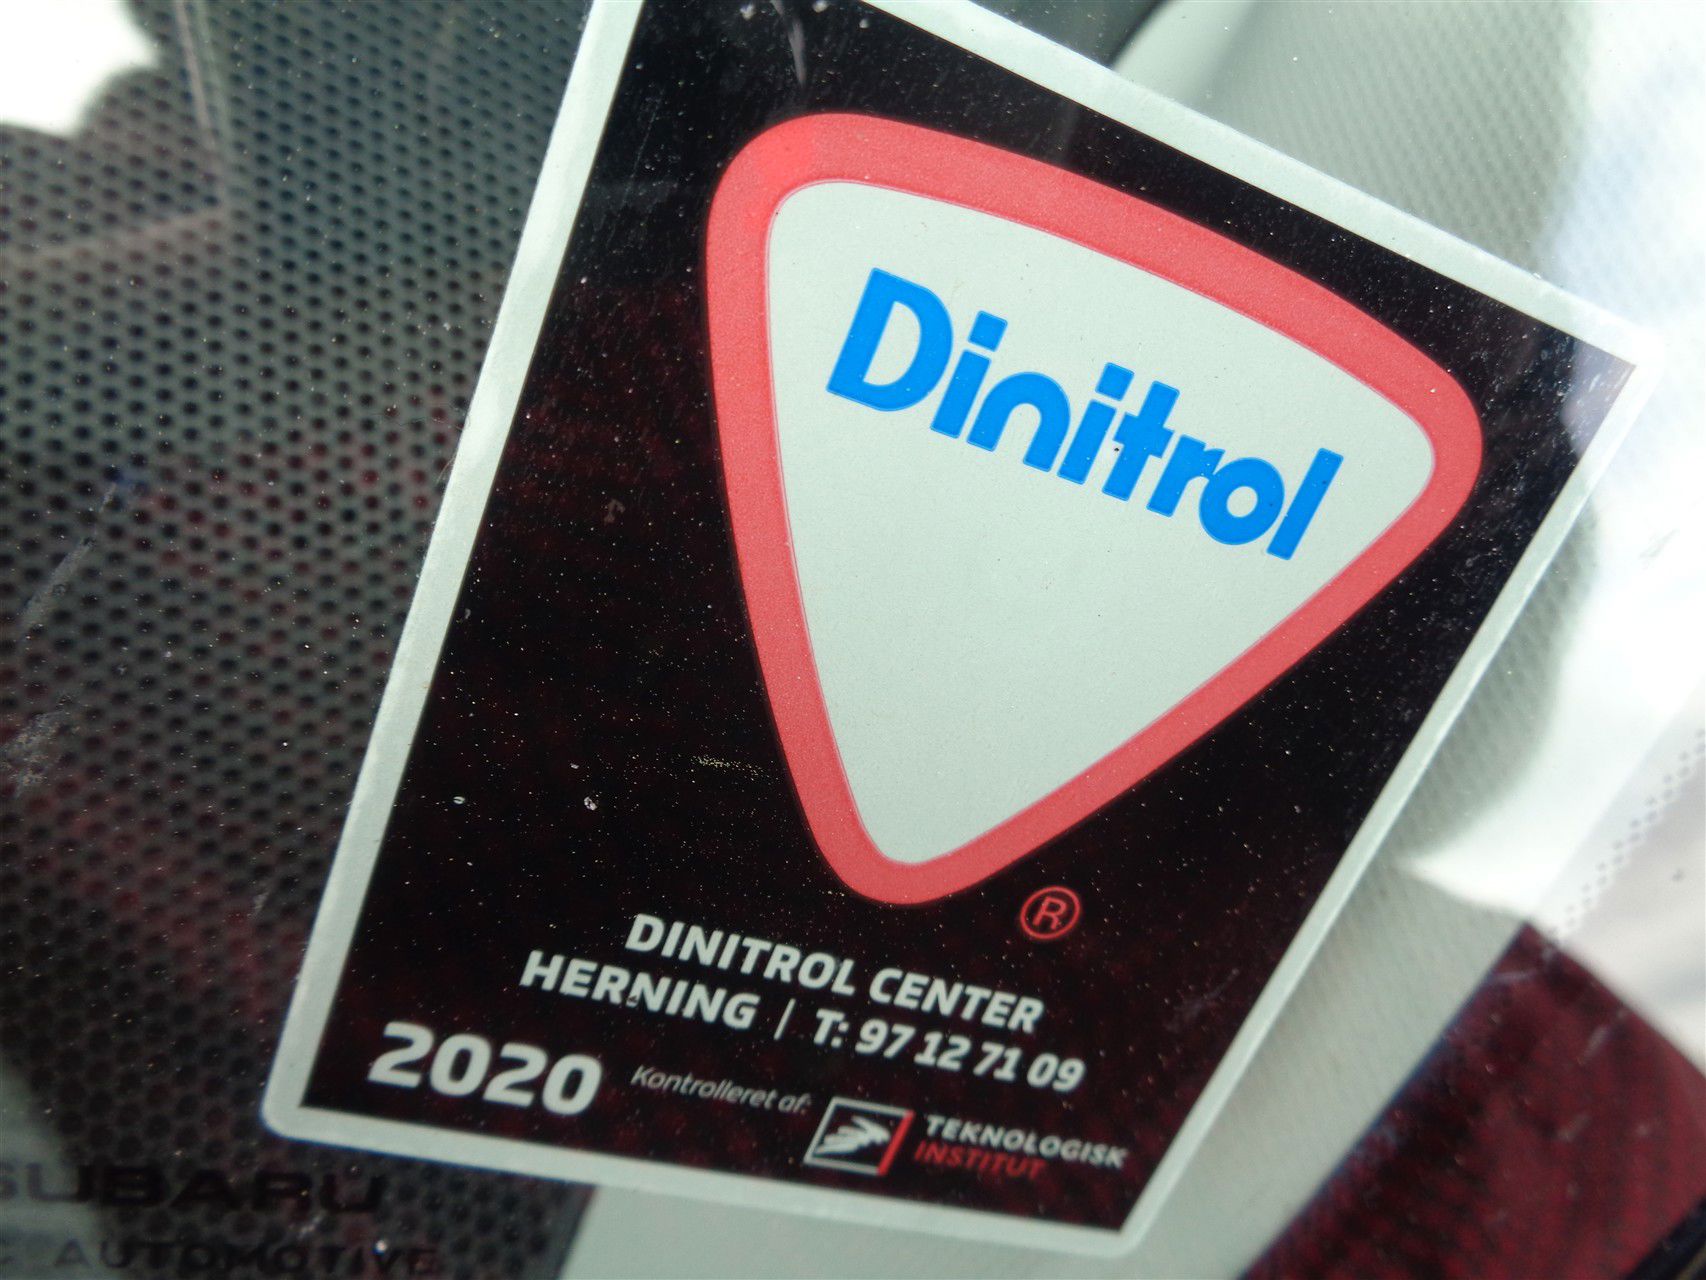 Dinitrol
®
DINITROL CENTER
HERNING | T: 97 12 71 09
2020 Kontrolleret af: TEKNOLOGISK
INSTITUT
SUBARU
AUTOMOTIVE